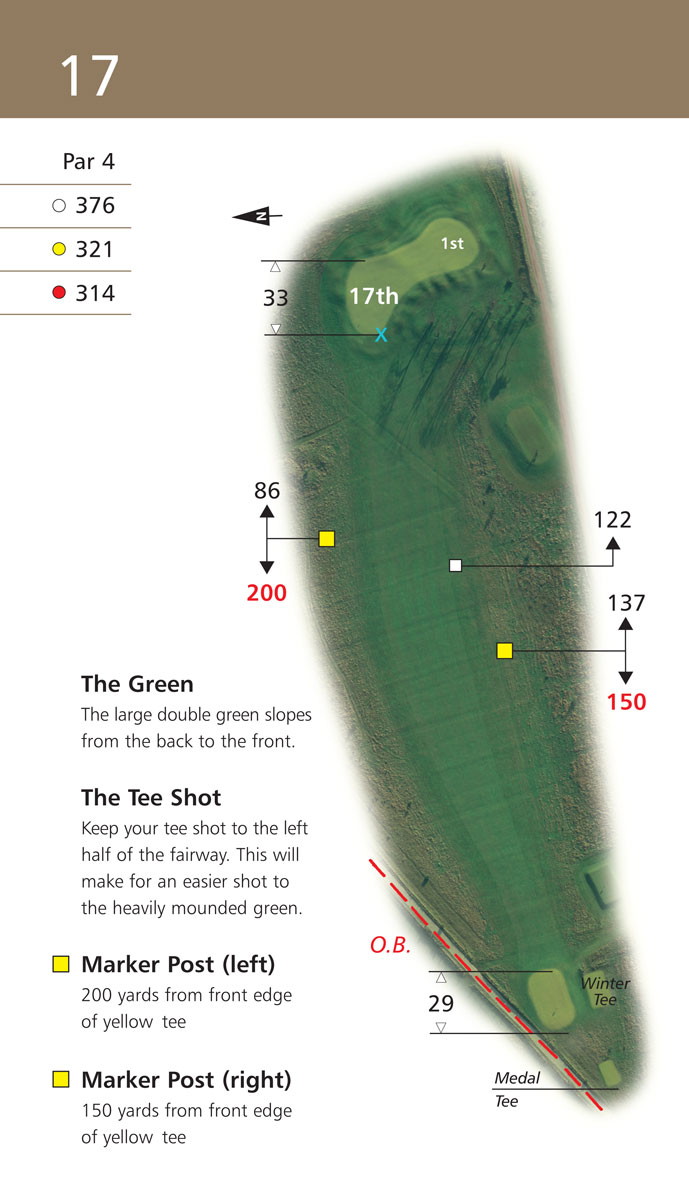 17
Par 4
376
321
314
N
1st
17th
33
X
86
200
122
137
150
The Green
The large double green slopes
from the back to the front.
The Tee Shot
Keep your tee shot to the left
half of the fairway. This will
make for an easier shot to
the heavily mounded green.
O.B.
Marker Post (left)
200 yards from front edge
of yellow tee
29
Winter
Tee
Medal
Tee
Marker Post (right)
150 yards from front edge
of yellow tee